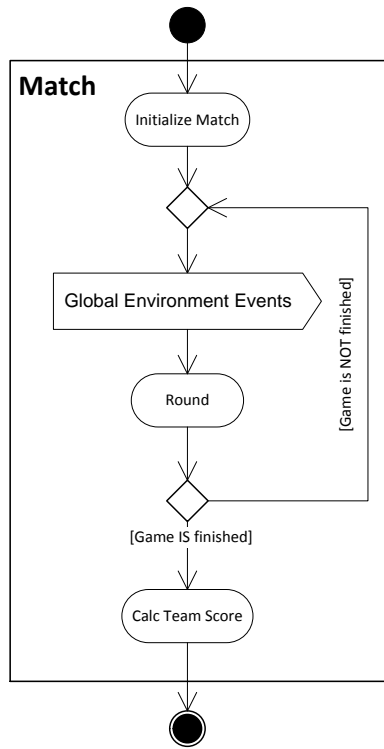 Match
Initialize Match
Global Environment Events
[Game is NOT finished]
Round
[Game IS finished]
Calc Team Score